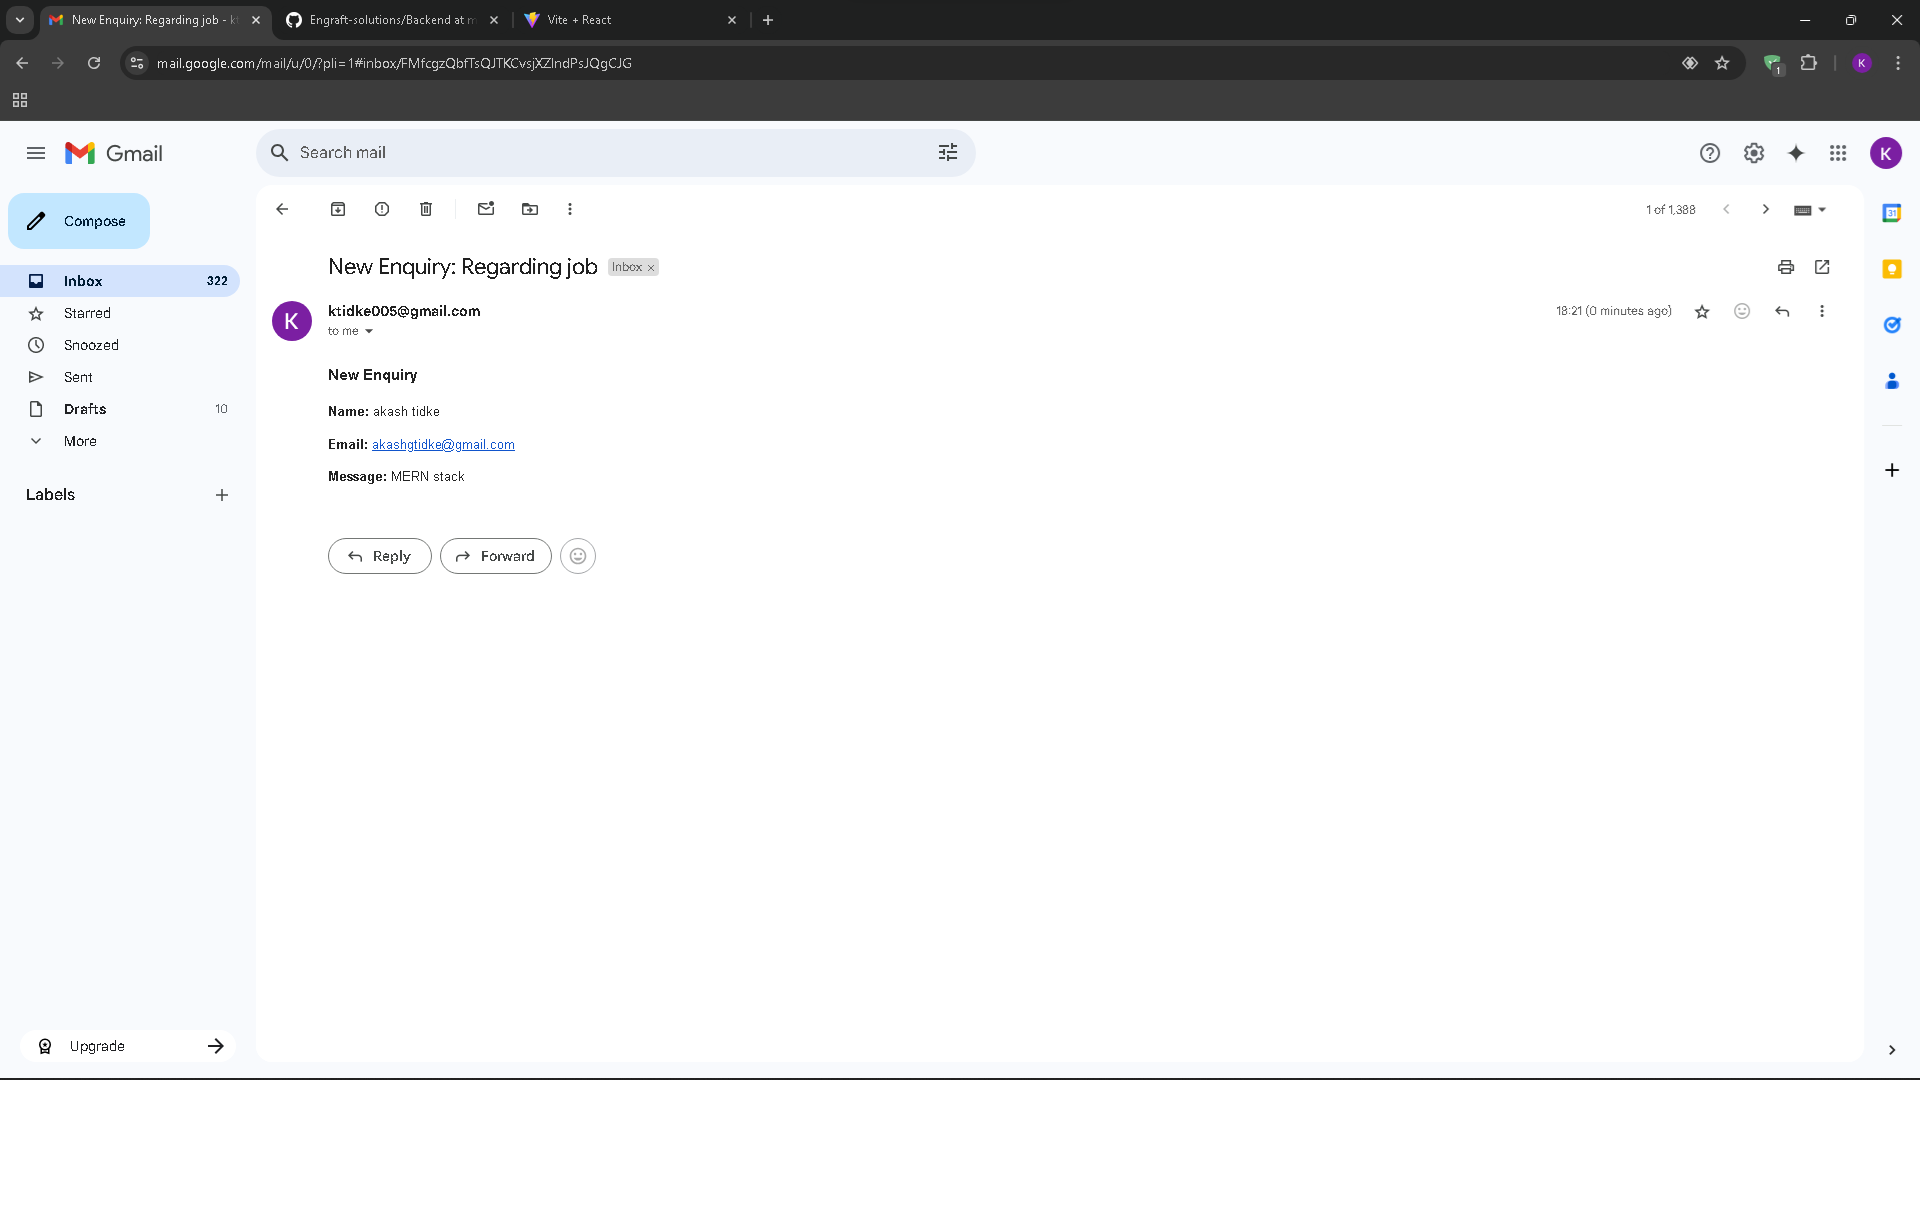 New Enquiry: Regarding job - kt
Engraft-solutions/Backend at m
Vite + React
mail.google.com/mail/u/0/?pli=1#inbox/FMfcgzQbfTsQJTKCvsjXZlndPsJQgCJG
1
K
Gmail
Search mail
K
Compose
1 of 1,388
31
New Enquiry: Regarding job
Inbox
Inbox 322
Starred
Snoozed
Sent
Drafts 10
More
Labels
K
ktidke005@gmail.com
to me
18:21 (0 minutes ago)
New Enquiry
Name: akash tidke
Email: akashgtidke@gmail.com
Message: MERN stack
Reply
Forward
Upgrade